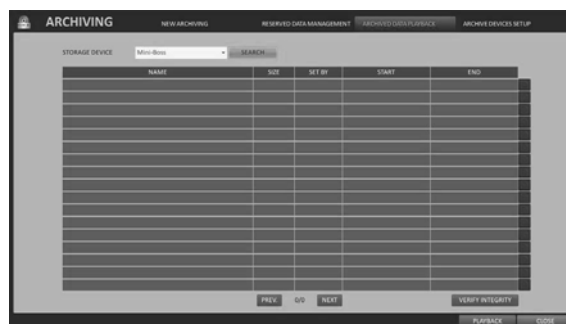 ARCHIVING NEW ARCHIVING RESERVED DATA MANAGEMENT ARCHIVED DATA PLAYBACK ARCHIVE DEVICES SETUP
STORAGE DEVICE Mini-Boss SEARCH
NAME SIZE SET BY START END
PREV. 0/0 NEXT VERIFY INTEGRITY
PLAYBACK CLOSE